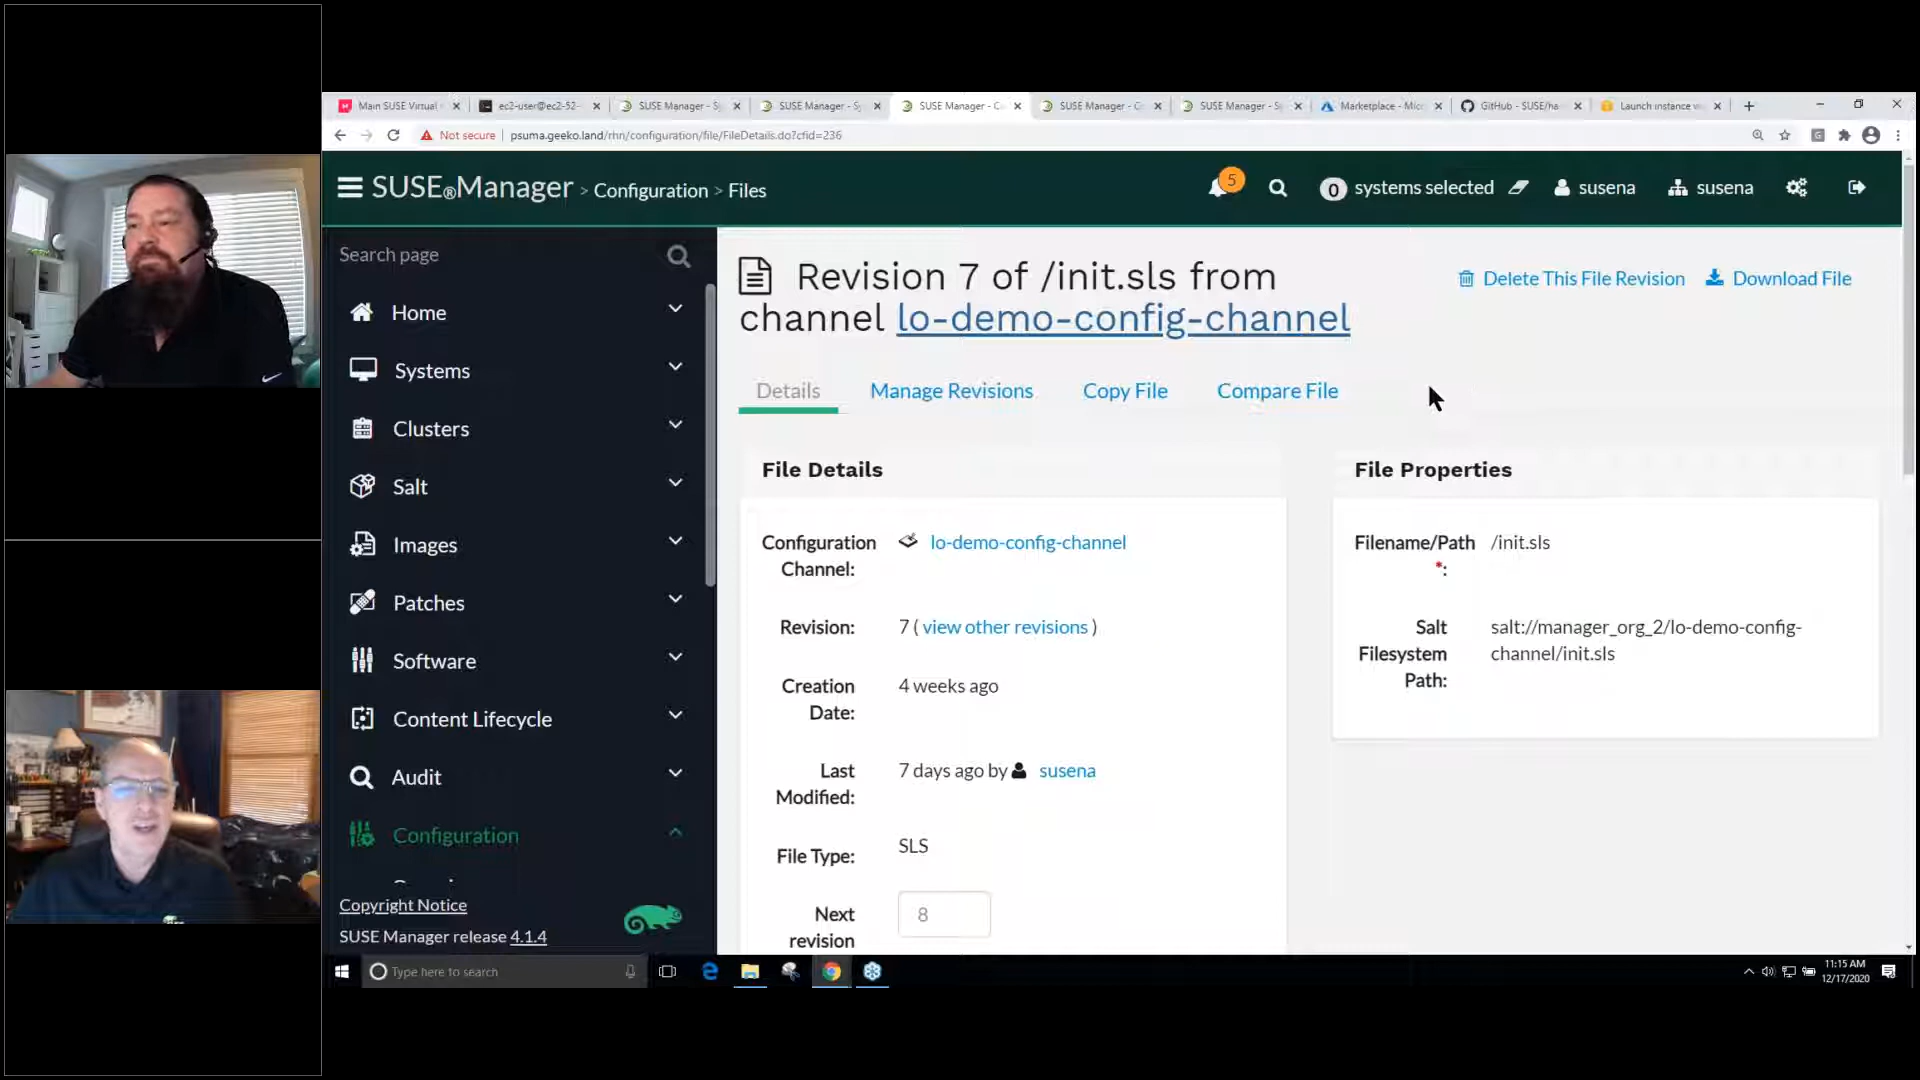 Main SUSE Virtual
ec2-user@ec2-52-
SUSE Manager - Sy
SUSE Manager - Sy
SUSE Manager - C
SUSE Manager - C
SUSE Manager - Sy
Marketplace - Micr
GitHub - SUSE/ha
Launch instance w
Not secure | psuma.geeko.land/rhn/configuration/file/FileDetails.do?cfid=236
SUSE®Manager > Configuration > Files
5
0 systems selected
susena
susena
Search page
Home
Systems
Clusters
Salt
Images
Patches
Software
Content Lifecycle
Audit
Configuration
Copyright Notice
SUSE Manager release 4.1.4
Revision 7 of /init.sls from
channel lo-demo-config-channel
Delete This File Revision
Download File
Details
Manage Revisions
Copy File
Compare File
File Details
Configuration
Channel:
lo-demo-config-channel
Revision:
7 ( view other revisions )
Creation
Date:
4 weeks ago
Last
Modified:
7 days ago by susena
File Type:
SLS
Next
revision
8
File Properties
Filename/Path
*:
/init.sls
Salt
Filesystem
Path:
salt://manager_org_2/lo-demo-config-
channel/init.sls
Type here to search
11:15 AM
12/17/2020